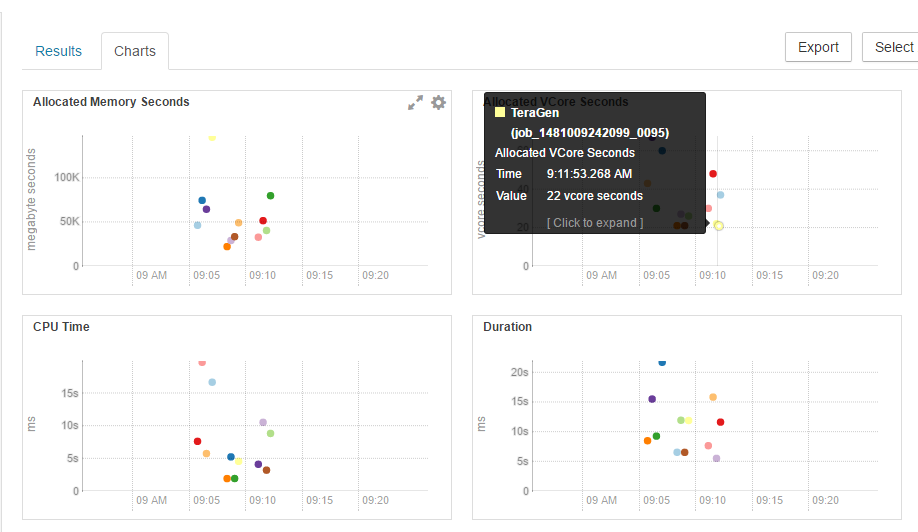 Results
Charts
Export
Select
Allocated Memory Seconds
megabyte seconds
100K
50K
0
09 AM
09:05
09:10
09:15
09:20
Allocated VCore Seconds
TeraGen
(job_1481009242099_0095)
Allocated VCore Seconds
Time 9:11:53.268 AM
Value 22 vcore seconds
[ Click to expand ]
vcore seconds
40
20
0
09 AM
09:05
09:10
09:15
09:20
CPU Time
ms
15s
10s
5s
0
09 AM
09:05
09:10
09:15
09:20
Duration
ms
20s
15s
10s
5s
0
09 AM
09:05
09:10
09:15
09:20